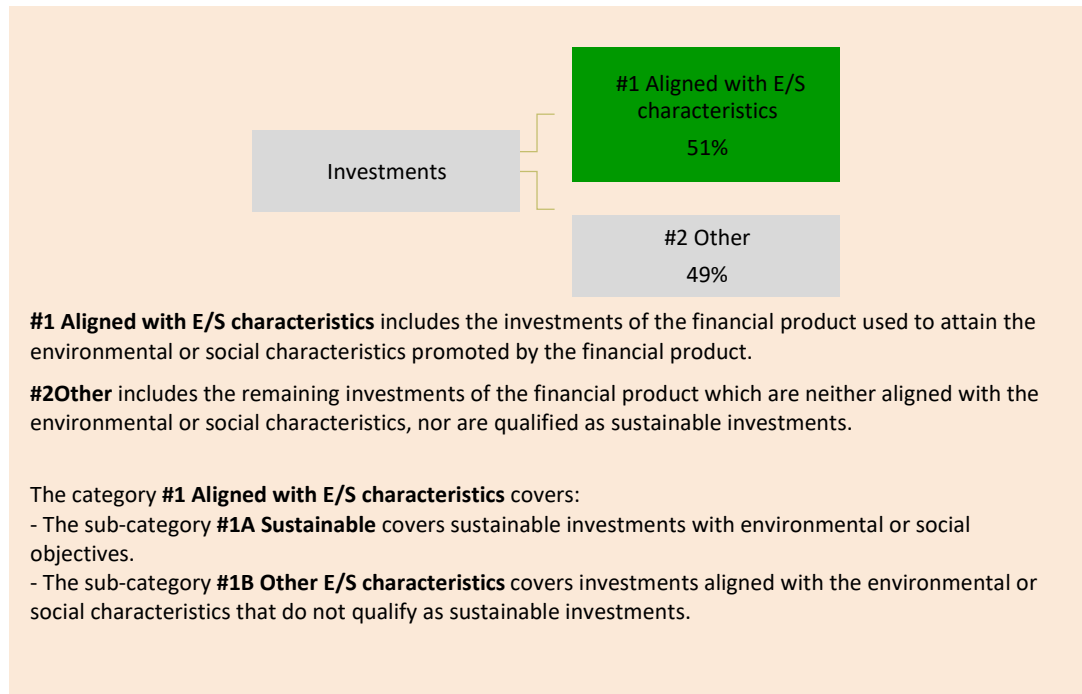 #1 Aligned with E/S
characteristics
51%
Investments
#2 Other
49%
#1 Aligned with E/S characteristics includes the investments of the financial product used to attain the
environmental or social characteristics promoted by the financial product.
#2Other includes the remaining investments of the financial product which are neither aligned with the
environmental or social characteristics, nor are qualified as sustainable investments.
The category #1 Aligned with E/S characteristics covers:
- The sub-category #1A Sustainable covers sustainable investments with environmental or social
objectives.
- The sub-category #1B Other E/S characteristics covers investments aligned with the environmental or
social characteristics that do not qualify as sustainable investments.